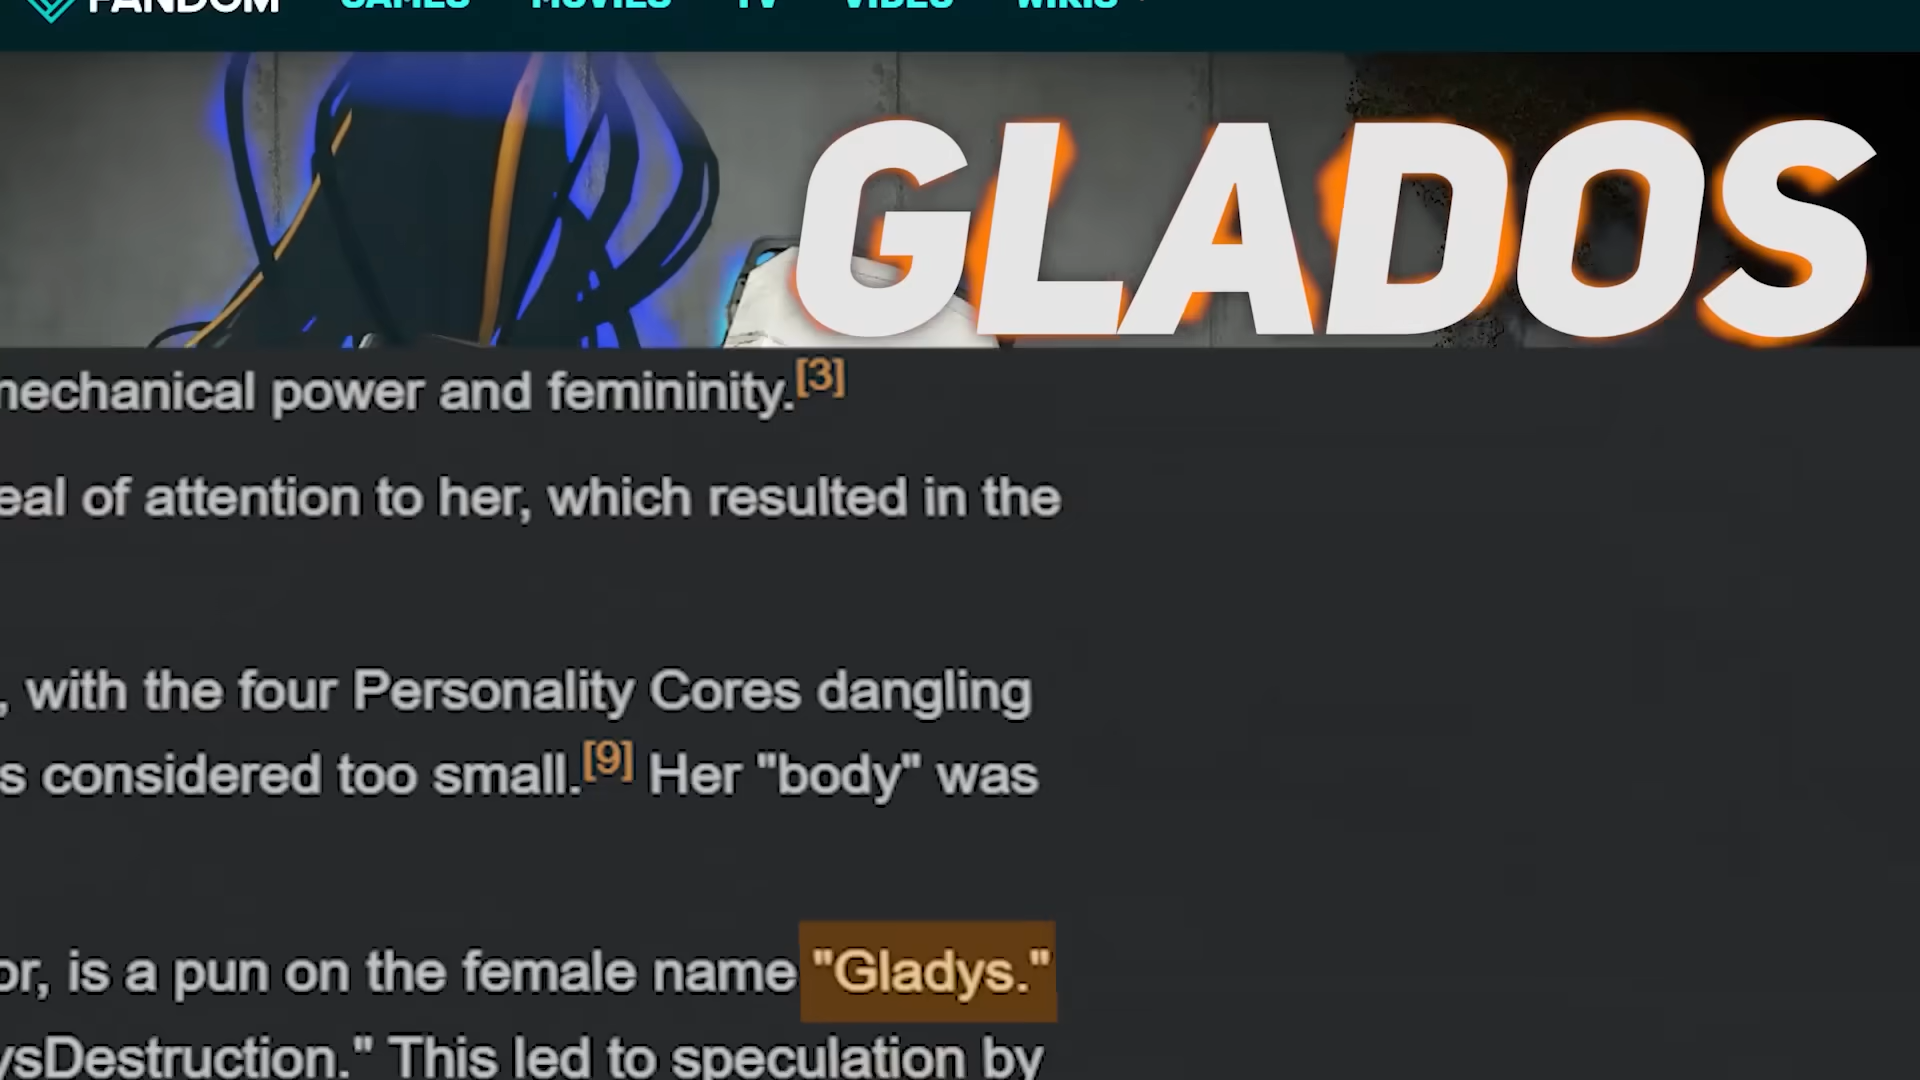 FANDOM GAMES MOVIES TV VIDEO WIKIS
GLADOS
mechanical power and femininity.[3]
eal of attention to her, which resulted in the
, with the four Personality Cores dangling
s considered too small.[9] Her "body" was
or, is a pun on the female name "Gladys."
ysDestruction." This led to speculation by